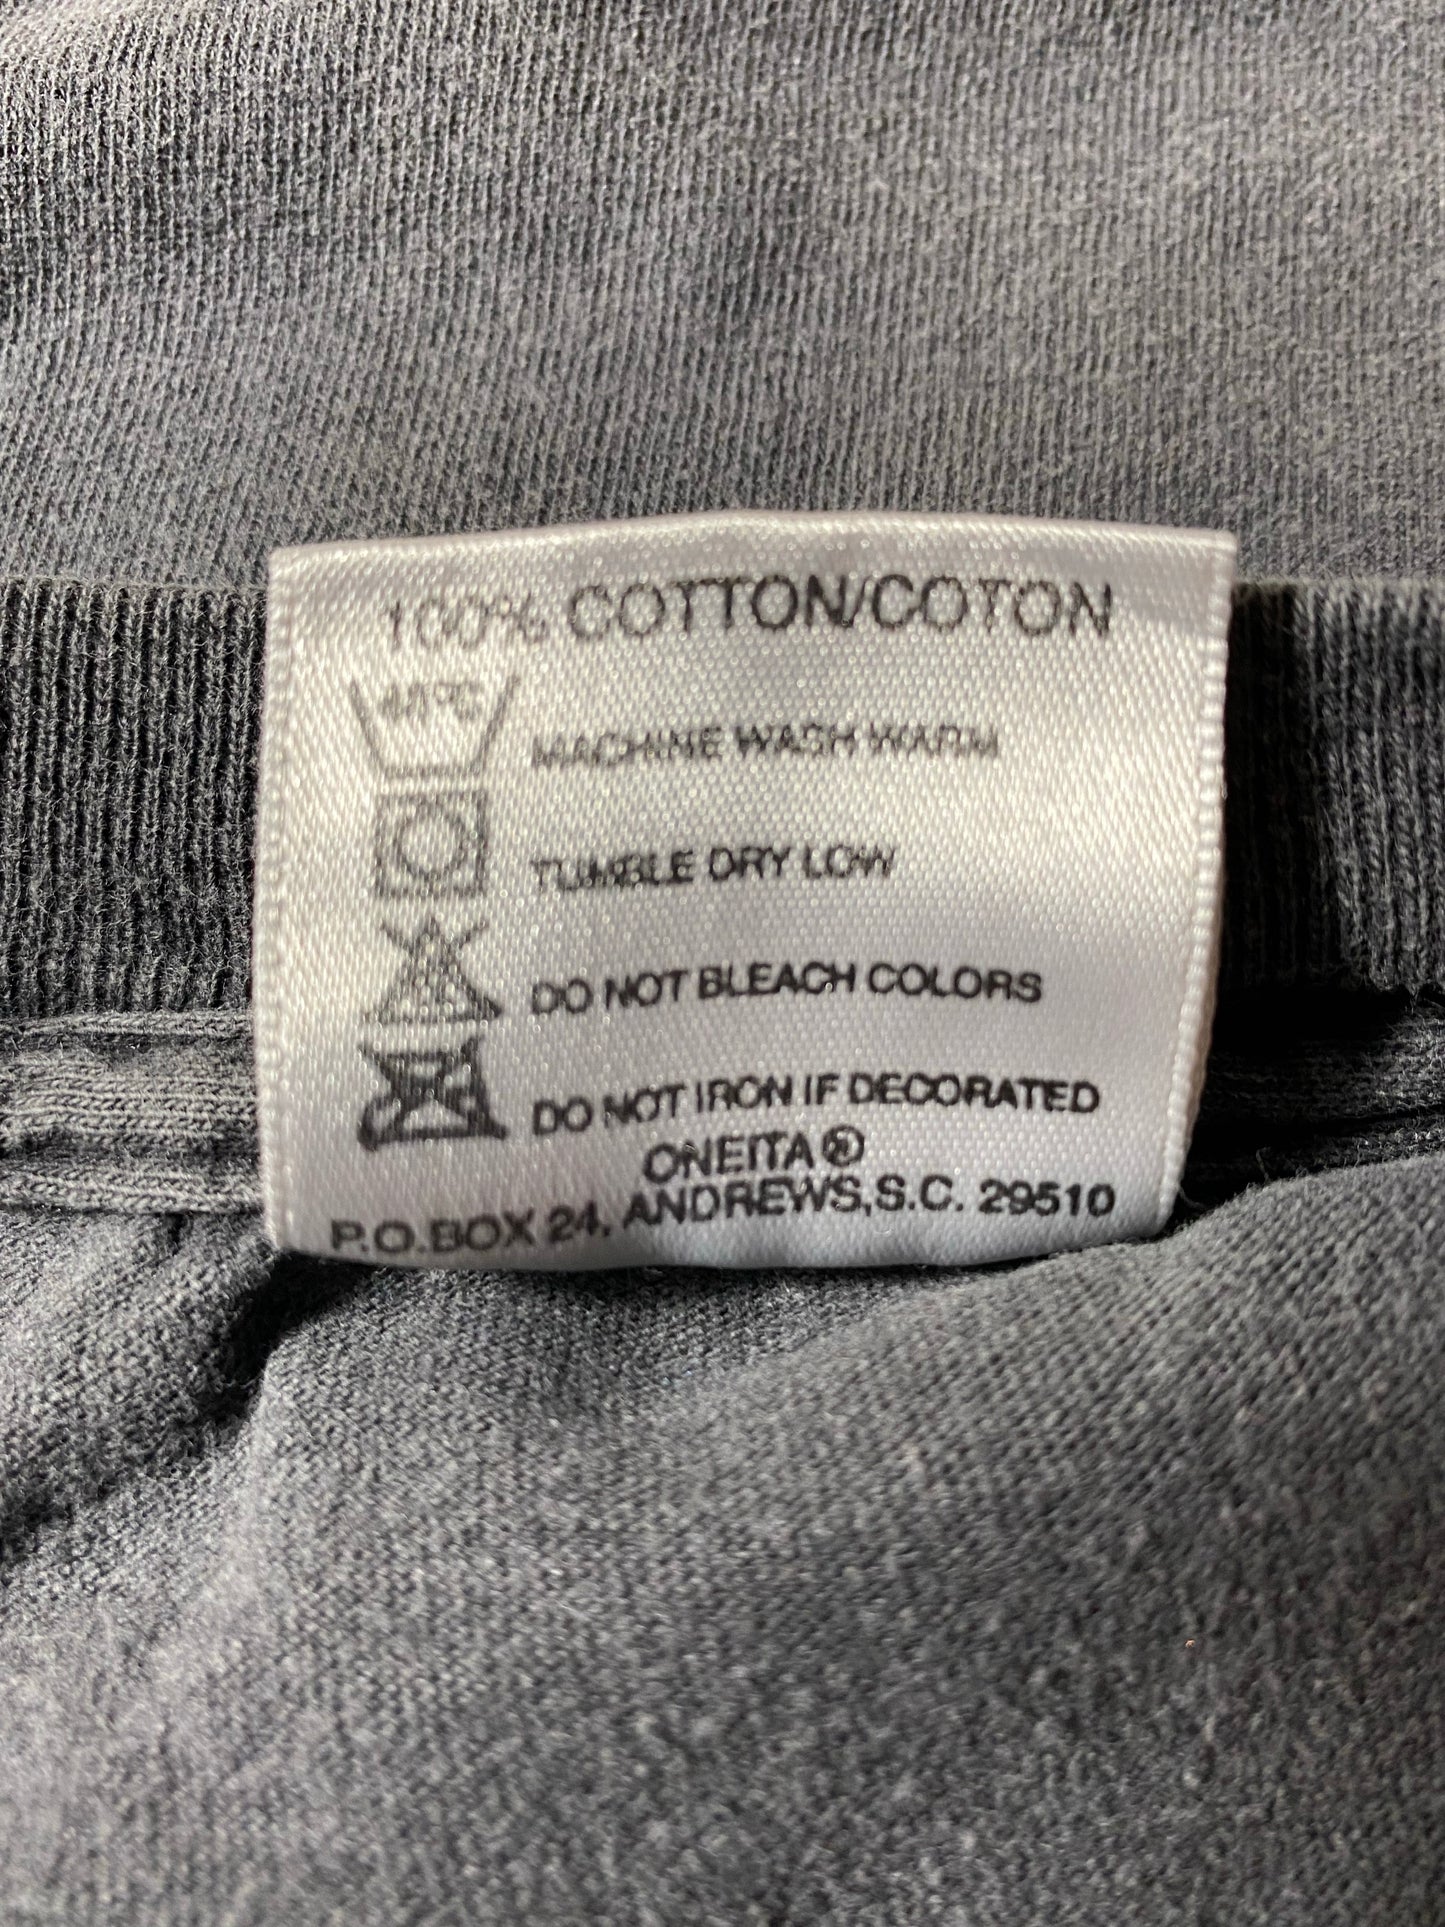 100% COTTON/COTON
MACHINE WASH WARM
TUMBLE DRY LOW
DO NOT BLEACH COLORS
DO NOT IRON IF DECORATED
ONEITA®
P.O.BOX 24, ANDREWS,S.C. 29510